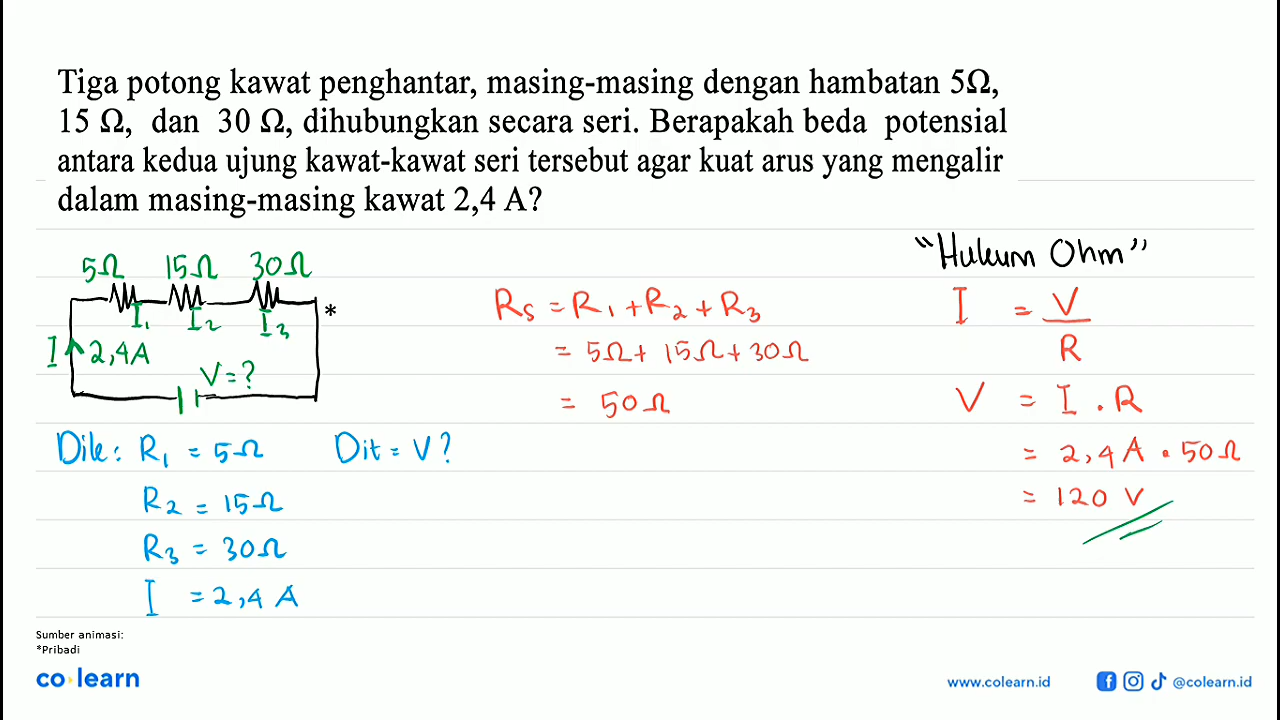 Tiga potong kawat penghantar, masing-masing dengan hambatan 5Ω,
15 Ω, dan 30 Ω, dihubungkan secara seri. Berapakah beda potensial
antara kedua ujung kawat-kawat seri tersebut agar kuat arus yang mengalir
dalam masing-masing kawat 2,4 A?
5Ω 15Ω 30Ω
I₁ I₂ I₃ *
I 2,4A
V=?
Dik: R₁ = 5Ω Dit = V?
R₂ = 15Ω
R₃ = 30Ω
I = 2,4 A
Rs = R₁ + R₂ + R₃
= 5Ω + 15Ω + 30Ω
= 50Ω
"Hukum Ohm"
I = V
R
V = I . R
= 2,4 A . 50Ω
= 120 V
Sumber animasi:
*Pribadi
co learn
www.colearn.id @colearn.id